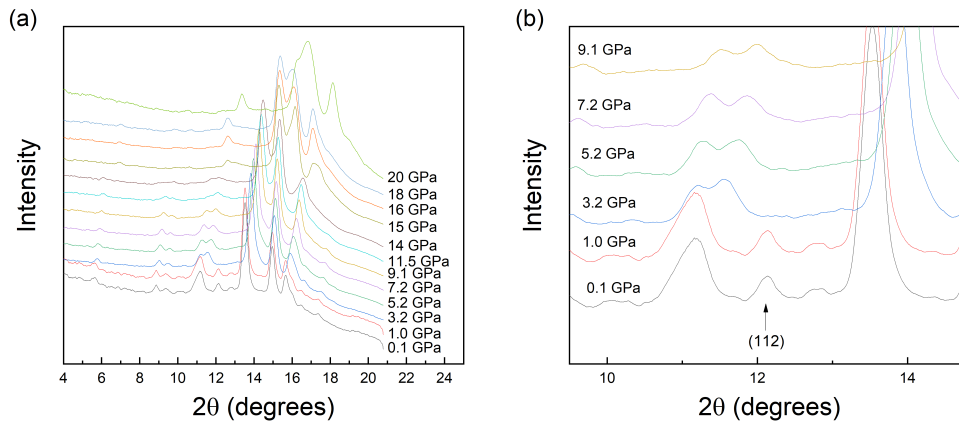 (a)
Intensity
20 GPa
18 GPa
16 GPa
15 GPa
14 GPa
11.5 GPa
9.1 GPa
7.2 GPa
5.2 GPa
3.2 GPa
1.0 GPa
0.1 GPa
4 6 8 10 12 14 16 18 20 22 24
2θ (degrees)
(b)
Intensity
9.1 GPa
7.2 GPa
5.2 GPa
3.2 GPa
1.0 GPa
0.1 GPa
(112)
10 12 14
2θ (degrees)